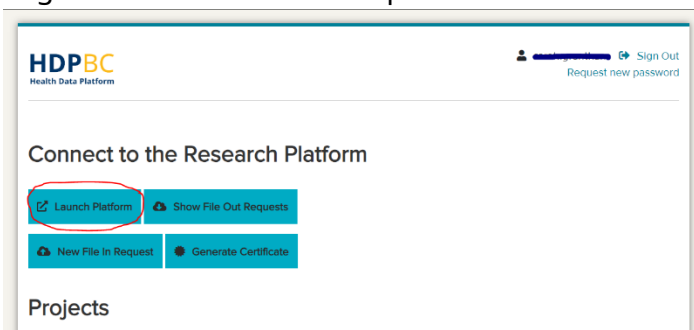 HDPBC
Health Data Platform
Sign Out
Request new password
Connect to the Research Platform
Launch Platform Show File Out Requests
New File In Request Generate Certificate
Projects